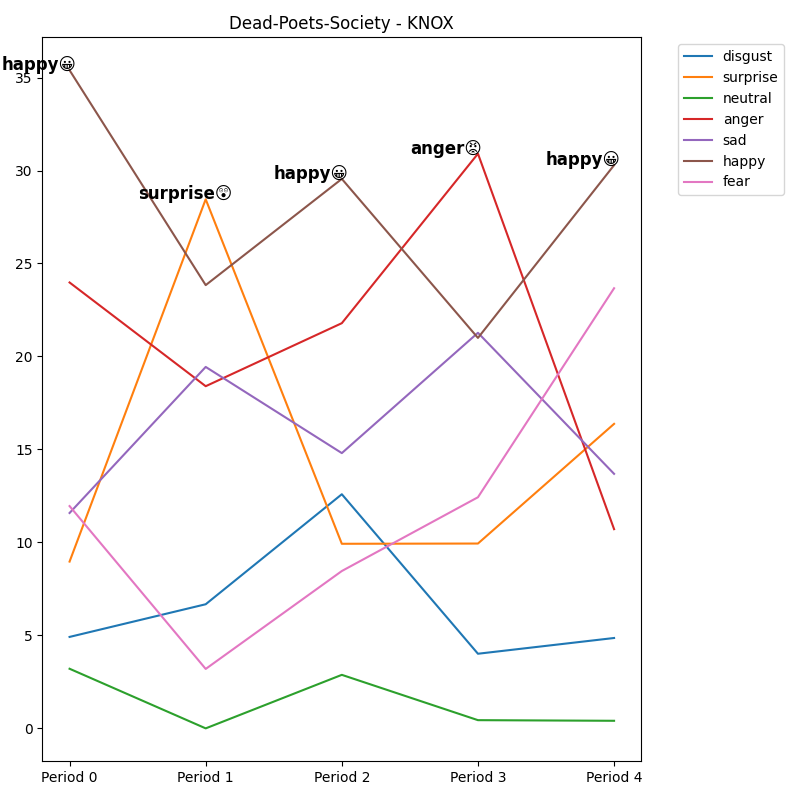 Dead-Poets-Society - KNOX
happy😀
surprise😲
happy😀
anger😡
happy😀
disgust
surprise
neutral
anger
sad
happy
fear
35
30
25
20
15
10
5
0
Period 0 Period 1 Period 2 Period 3 Period 4